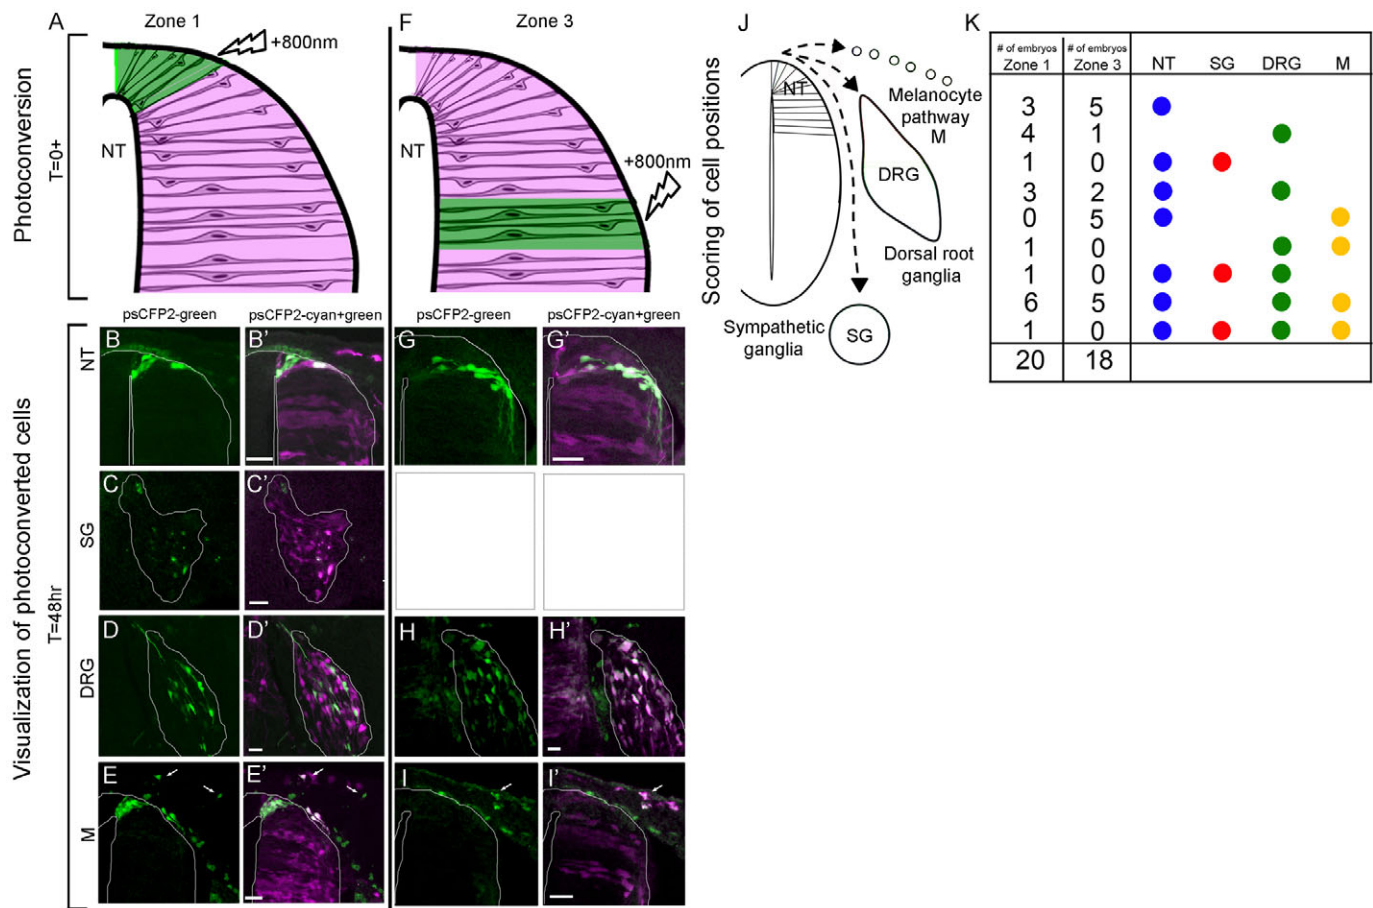 A
Zone 1
+800nm
NT
Photoconversion
T=0+
F
Zone 3
+800nm
NT
psCFP2-green
psCFP2-cyan+green
psCFP2-green
psCFP2-cyan+green
Visualization of photoconverted cells
T=48hr
NT
B
B'
G
G'
SG
C
C'
DRG
D
D'
H
H'
M
E
E'
I
I'
J
Scoring of cell positions
NT
Melanocyte
pathway
M
DRG
Dorsal root
ganglia
Sympathetic
ganglia
SG
K
# of embryos # of embryos
Zone 1 Zone 3 NT SG DRG M
3 5
4 1
1 0
3 2
0 5
1 0
1 0
6 5
1 0
20 18